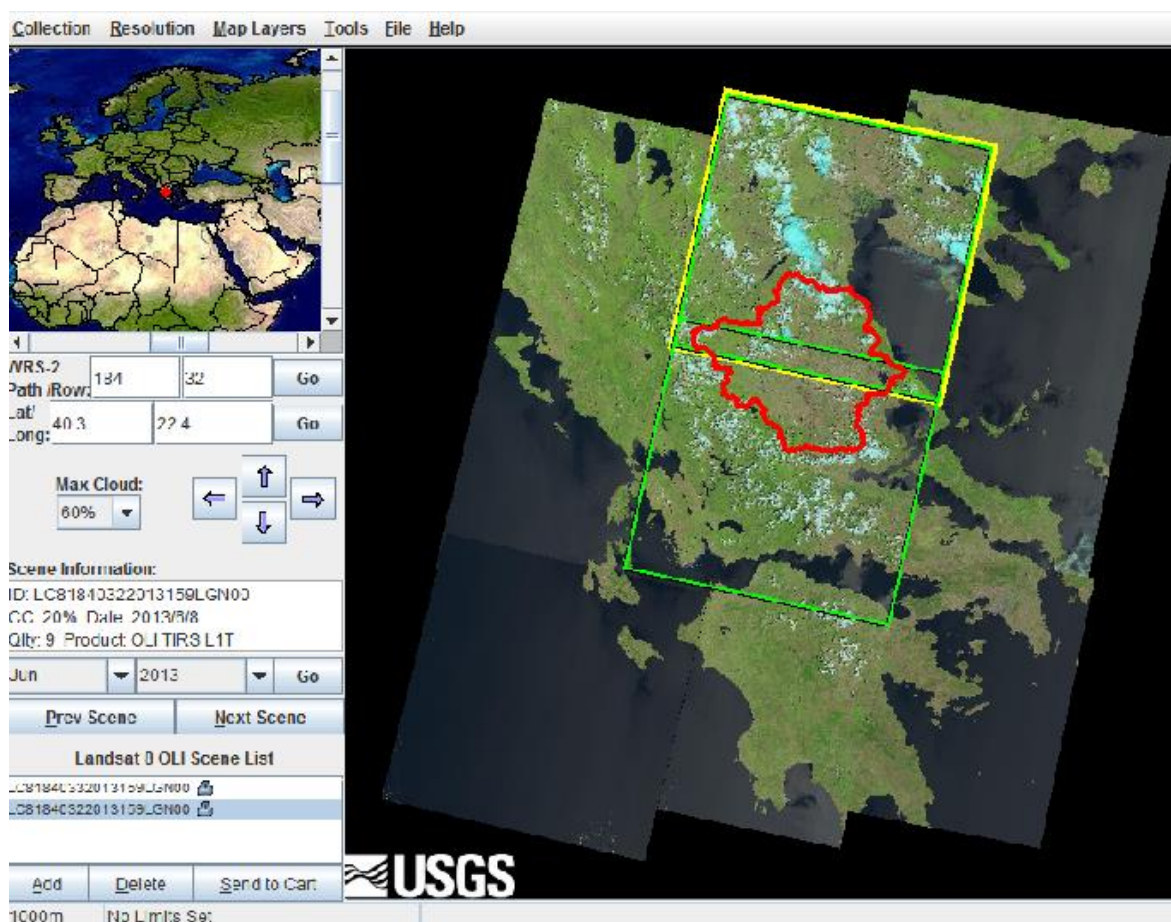 Collection Resolution Map Layers Tools File Help
WRS-2
Path /Row: 184 32 Go
Lat/
Long: 40.3 22.4 Go
Max Cloud:
60%
Scene Information:
ID: LC81840322013159LGN00
CC: 20% Date: 2013/6/8
Qlty: 9 Product: OLI TIRS L1T
Jun 2013 Go
Prev Scene Next Scene
Landsat 8 OLI Scene List
LC81840332013159LGN00
LC81840322013159LGN00
Add Delete Send to Cart
USGS
1000m No Limits Set